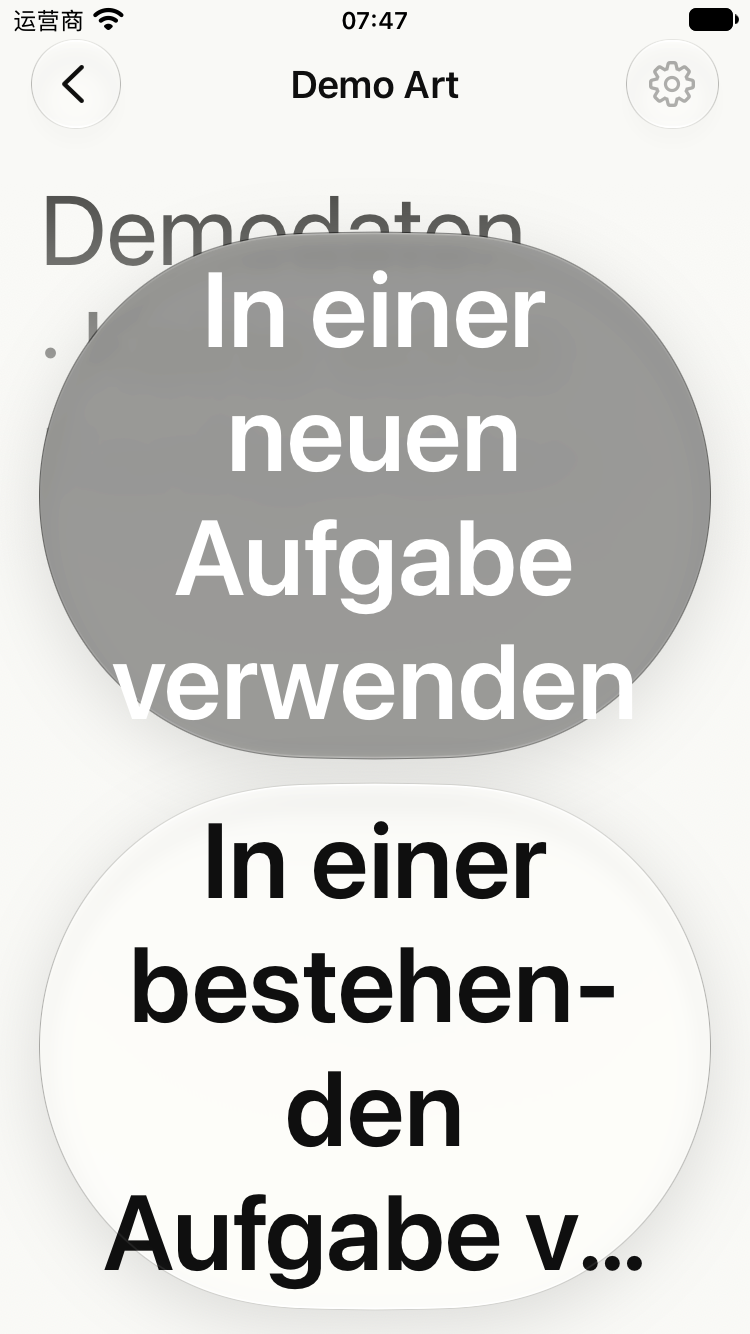 运营商 07:47
Demo Art
Demodaten
•
In einer
neuen
Aufgabe
verwenden
In einer
bestehen-
den
Aufgabe v...